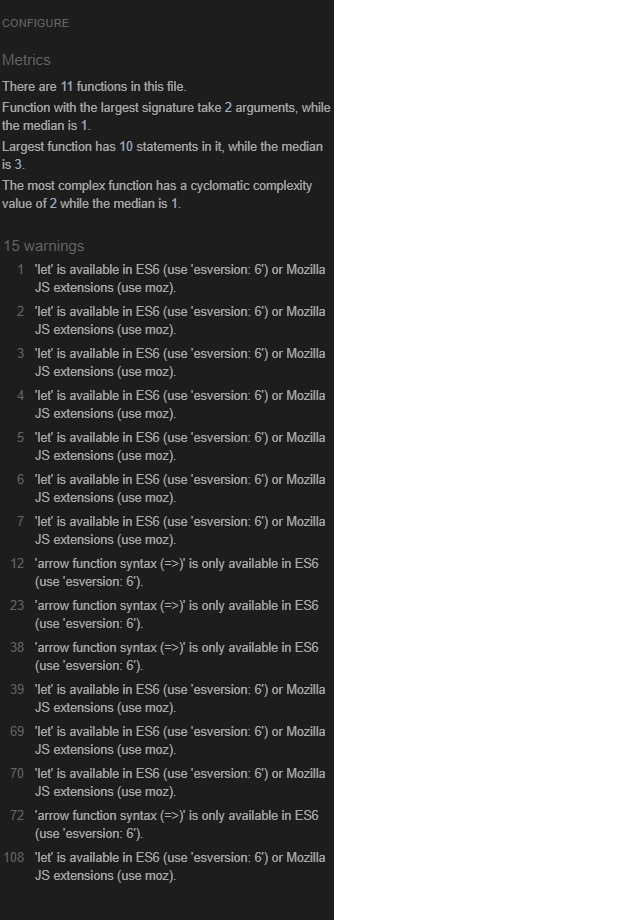 CONFIGURE
Metrics
There are 11 functions in this file.
Function with the largest signature take 2 arguments, while
the median is 1.
Largest function has 10 statements in it, while the median
is 3.
The most complex function has a cyclomatic complexity
value of 2 while the median is 1.
15 warnings
1 'let' is available in ES6 (use 'esversion: 6') or Mozilla
JS extensions (use moz).
2 'let' is available in ES6 (use 'esversion: 6') or Mozilla
JS extensions (use moz).
3 'let' is available in ES6 (use 'esversion: 6') or Mozilla
JS extensions (use moz).
4 'let' is available in ES6 (use 'esversion: 6') or Mozilla
JS extensions (use moz).
5 'let' is available in ES6 (use 'esversion: 6') or Mozilla
JS extensions (use moz).
6 'let' is available in ES6 (use 'esversion: 6') or Mozilla
JS extensions (use moz).
7 'let' is available in ES6 (use 'esversion: 6') or Mozilla
JS extensions (use moz).
12 'arrow function syntax (=>)' is only available in ES6
(use 'esversion: 6').
23 'arrow function syntax (=>)' is only available in ES6
(use 'esversion: 6').
38 'arrow function syntax (=>)' is only available in ES6
(use 'esversion: 6').
39 'let' is available in ES6 (use 'esversion: 6') or Mozilla
JS extensions (use moz).
69 'let' is available in ES6 (use 'esversion: 6') or Mozilla
JS extensions (use moz).
70 'let' is available in ES6 (use 'esversion: 6') or Mozilla
JS extensions (use moz).
72 'arrow function syntax (=>)' is only available in ES6
(use 'esversion: 6').
108 'let' is available in ES6 (use 'esversion: 6') or Mozilla
JS extensions (use moz).